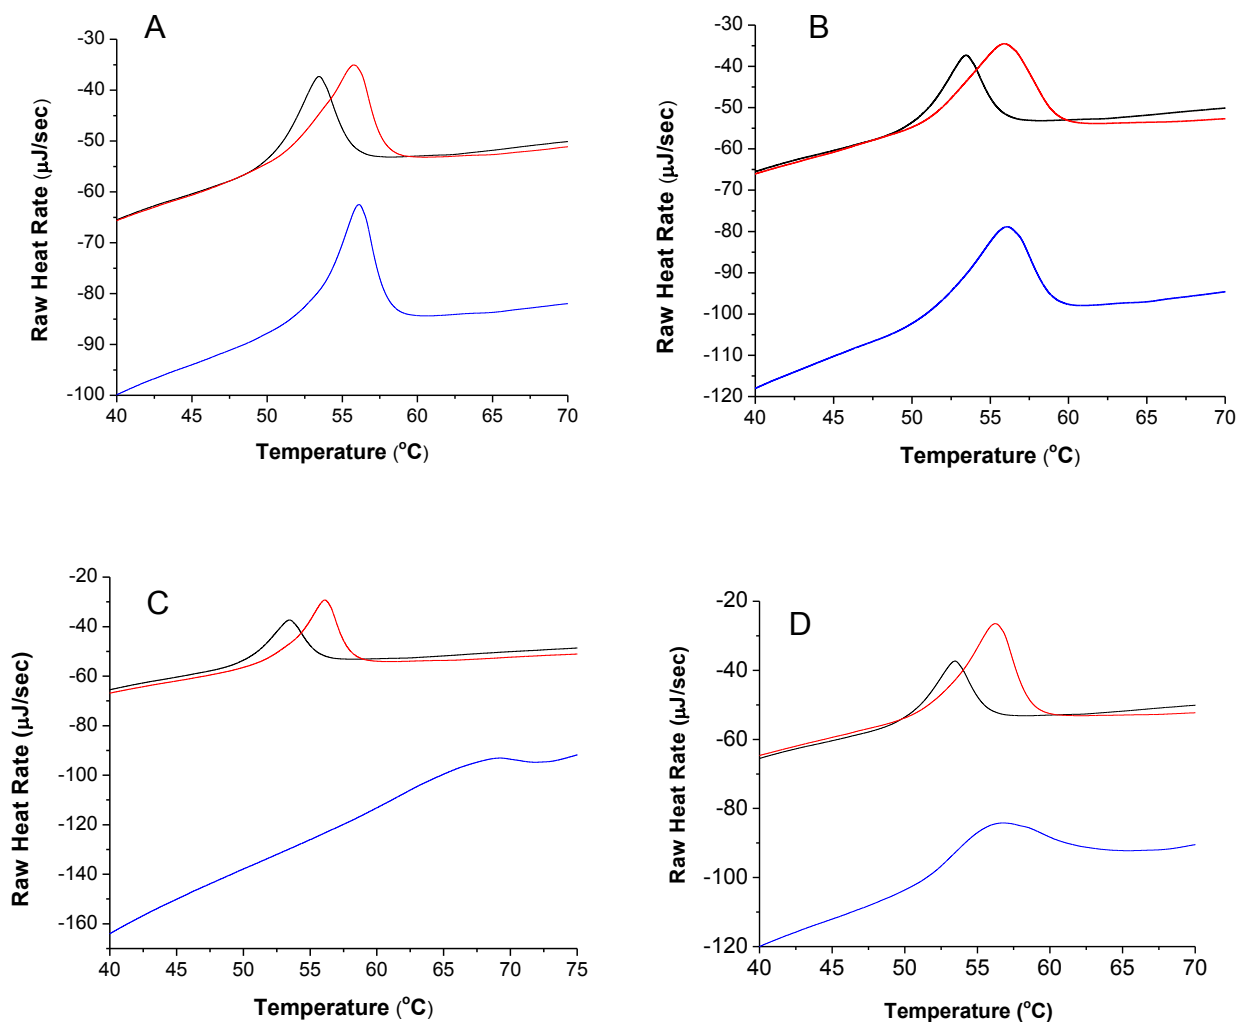 A
-30
-40
-50
-60
-70
-80
-90
-100
40 45 50 55 60 65 70
Raw Heat Rate (μJ/sec)
Temperature (°C)
B
-30
-40
-50
-60
-70
-80
-90
-100
-110
-120
40 45 50 55 60 65 70
Raw Heat Rate (μJ/sec)
Temperature (°C)
C
-20
-40
-60
-80
-100
-120
-140
-160
40 45 50 55 60 65 70 75
Raw Heat Rate (μJ/sec)
Temperature (°C)
D
-20
-40
-60
-80
-100
-120
40 45 50 55 60 65 70
Raw Heat Rate (μJ/sec)
Temperature (°C)